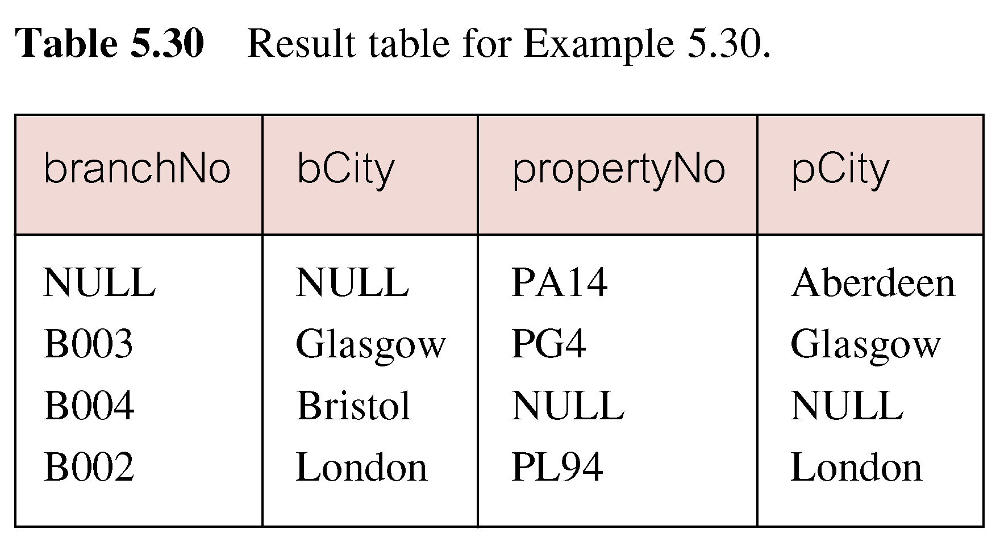 Table 5.30 Result table for Example 5.30.
branchNo bCity propertyNo pCity
NULL NULL PA14 Aberdeen
B003 Glasgow PG4 Glasgow
B004 Bristol NULL NULL
B002 London PL94 London